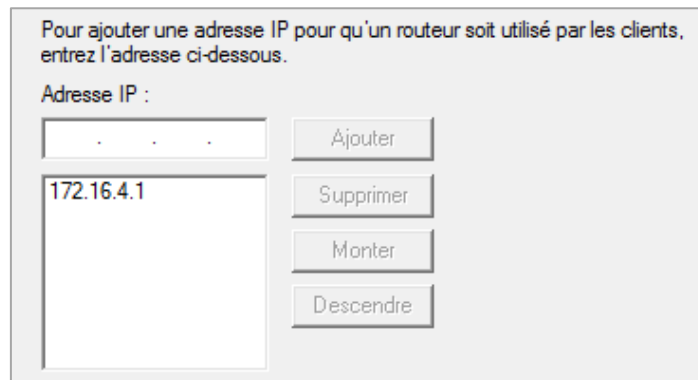 Pour ajouter une adresse IP pour qu'un routeur soit utilisé par les clients,
entrez l'adresse ci-dessous.
Adresse IP :
. . .
Ajouter
172.16.4.1
Supprimer
Monter
Descendre